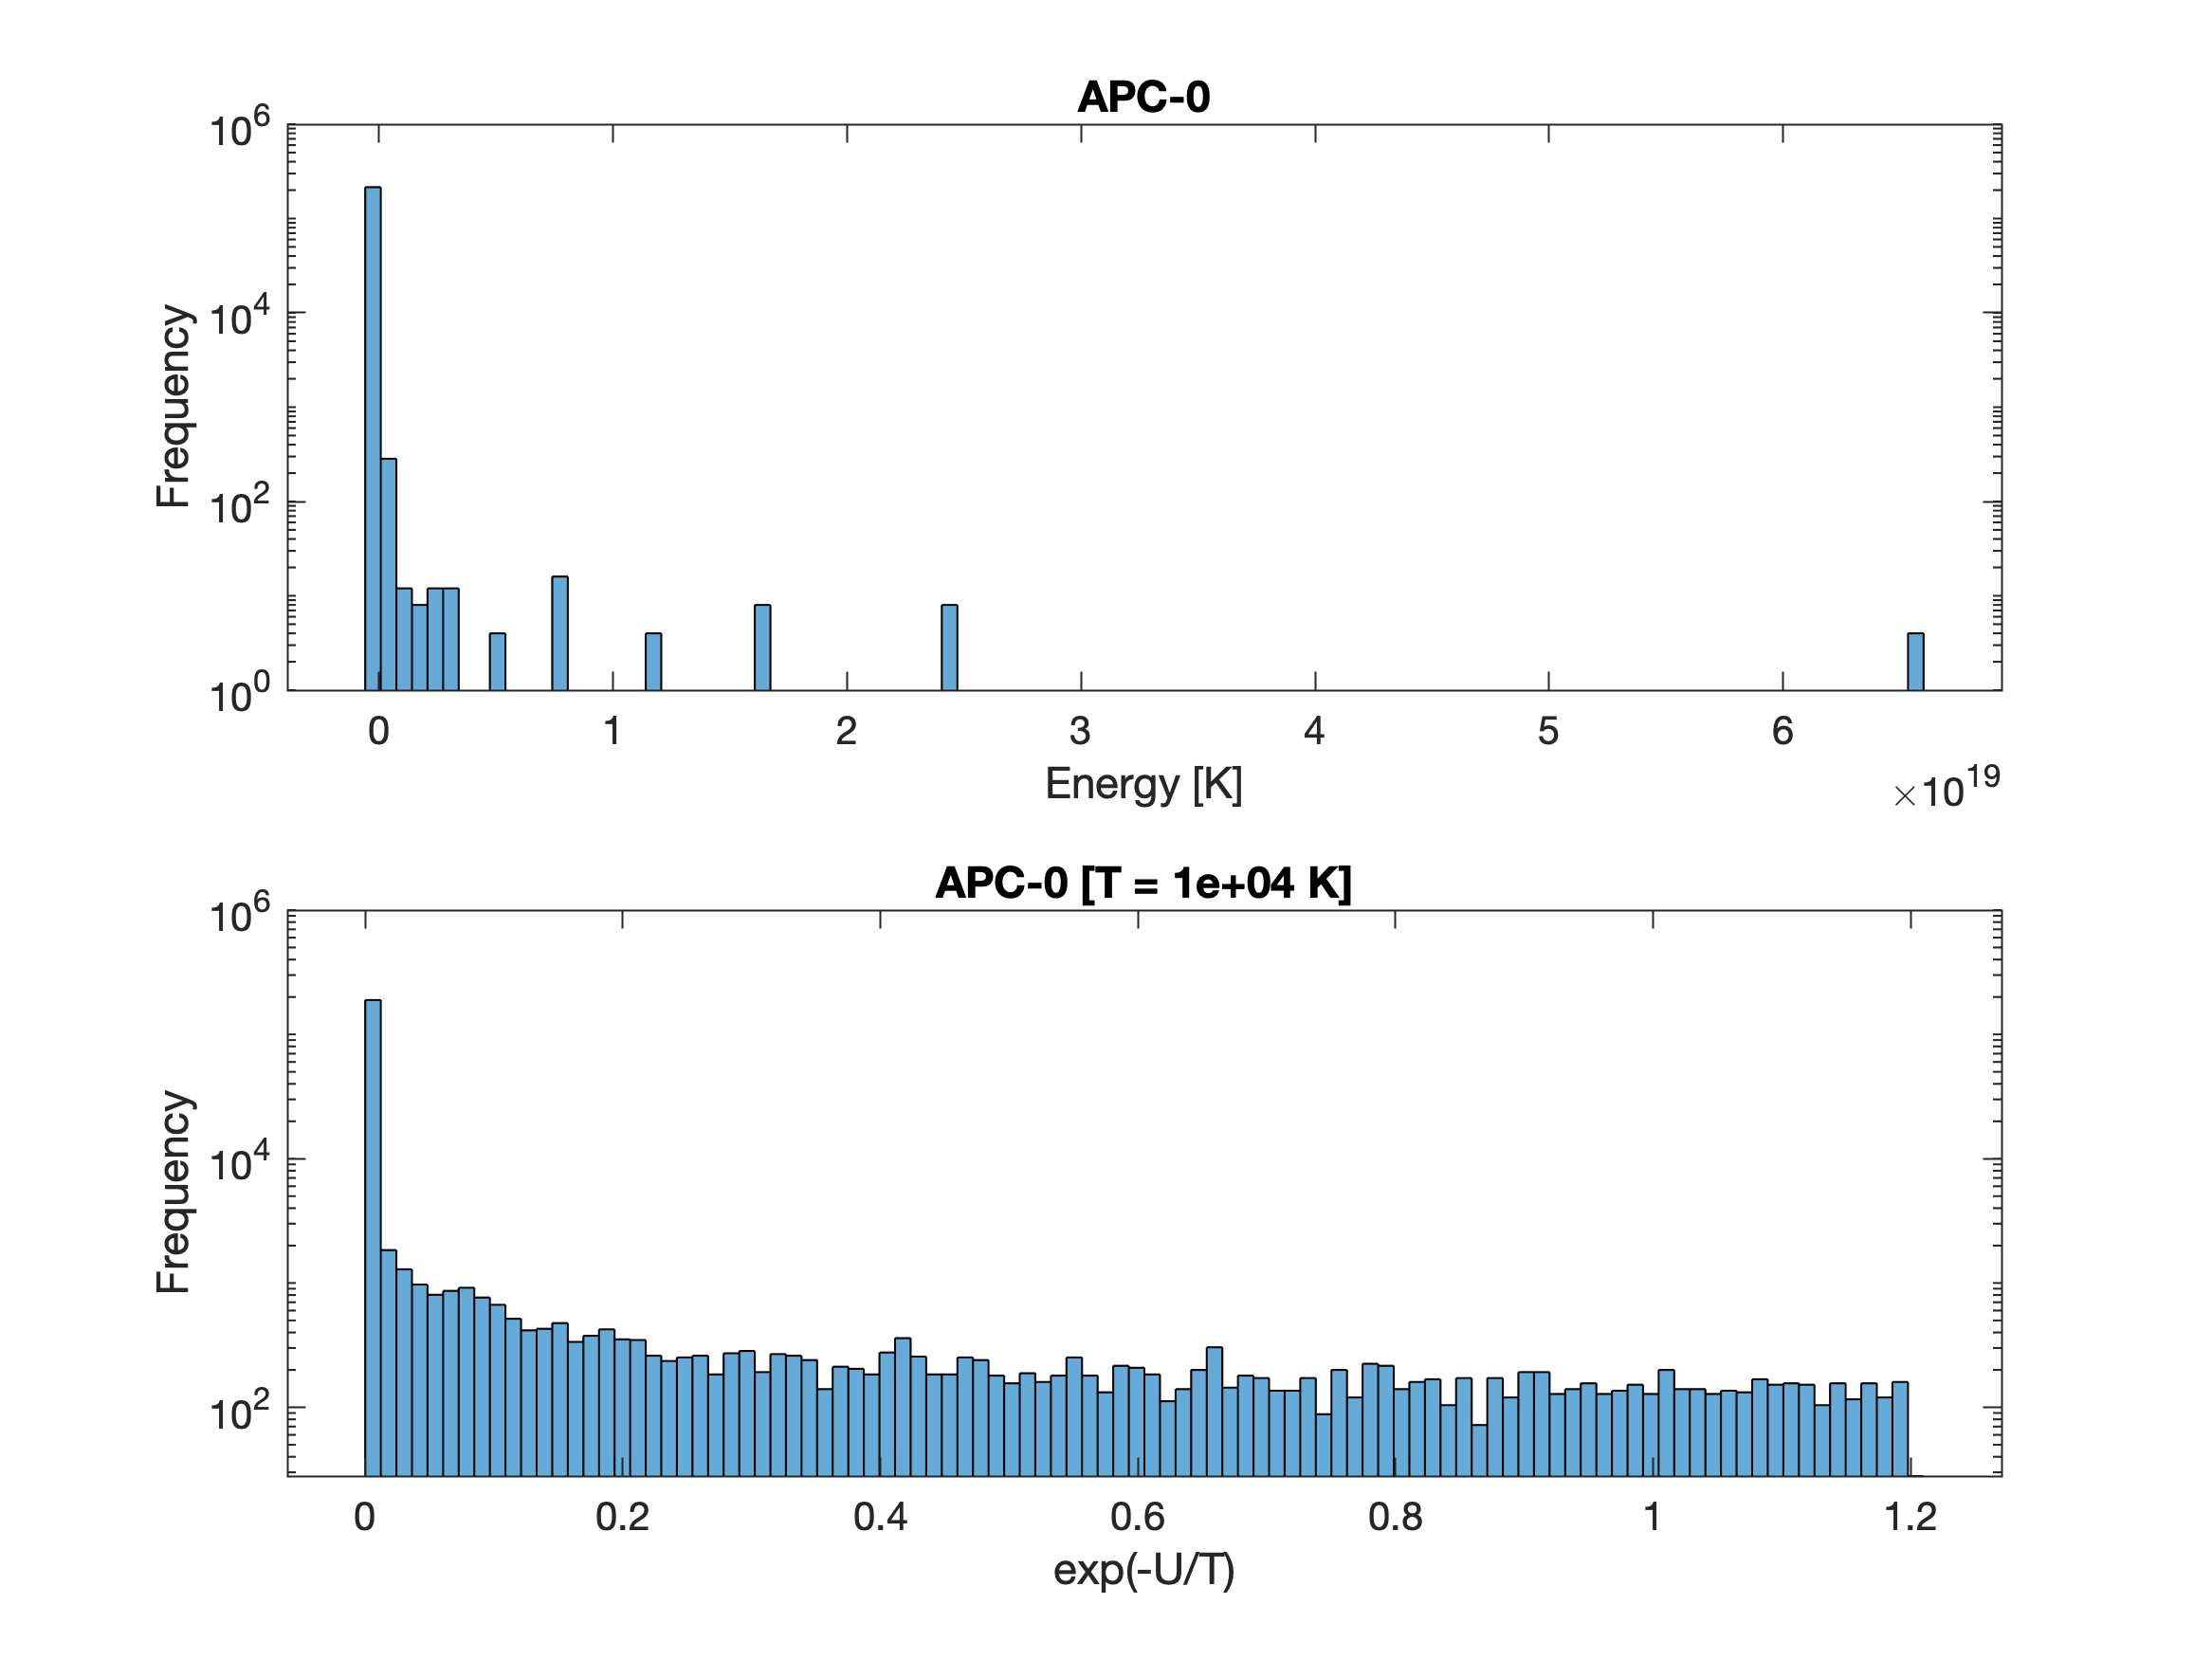 APC-0
10^6
10^4
10^2
10^0
Frequency
0 1 2 3 4 5 6
×10^19
Energy [K]
APC-0 [T = 1e+04 K]
10^6
10^4
10^2
Frequency
0 0.2 0.4 0.6 0.8 1 1.2
exp(-U/T)